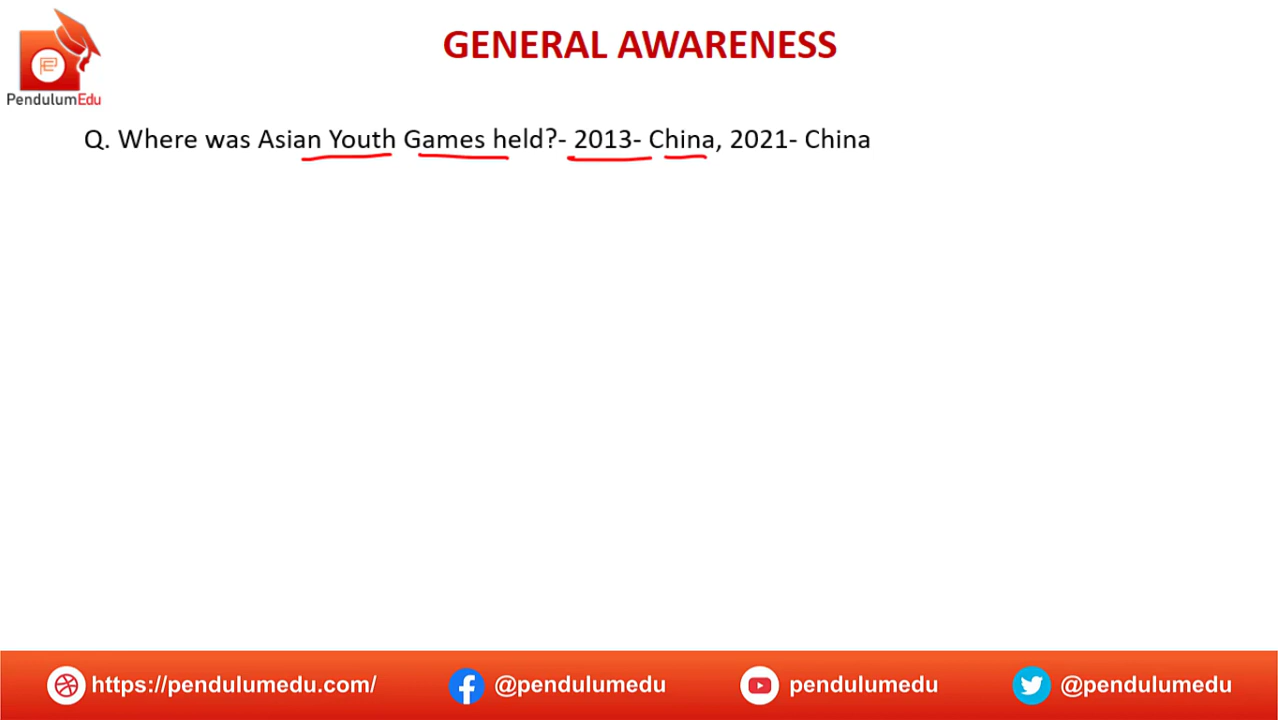 GENERAL AWARENESS
PendulumEdu
Q. Where was Asian Youth Games held?- 2013- China, 2021- China
https://pendulumedu.com/ @pendulumedu pendulumedu @pendulumedu